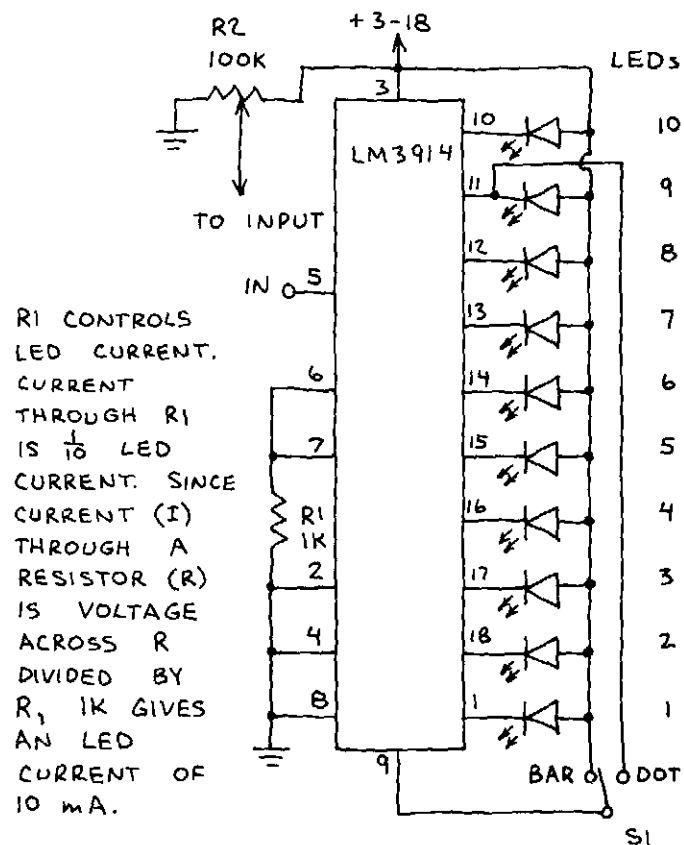 R2
100K
+3-18
LEDs
3
LM3914
10
10
11
9
TO INPUT
12
8
IN
5
13
7
R1 CONTROLS
LED CURRENT.
CURRENT
THROUGH R1
IS 1/10 LED
CURRENT. SINCE
CURRENT (I)
THROUGH A
RESISTOR (R)
IS VOLTAGE
ACROSS R
DIVIDED BY
R, 1K GIVES
AN LED
CURRENT OF
10 mA.
6
14
6
7
15
5
R1
1K
16
4
2
17
3
4
18
2
8
1
1
9
BAR
DOT
S1